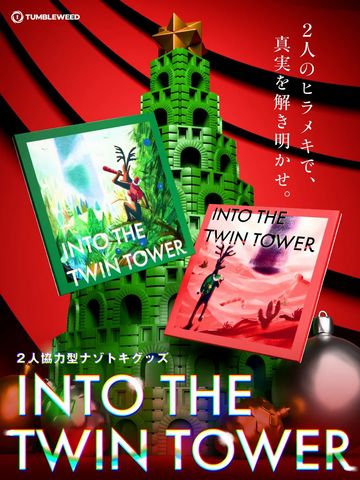 TUMBLEWEED
2人のヒラメキで、
真実を解き明かせ。
INTO THE
TWIN TOWER
INTO THE
TWIN TOWER
2人協力型ナゾトキグッズ
INTO THE
TWIN TOWER